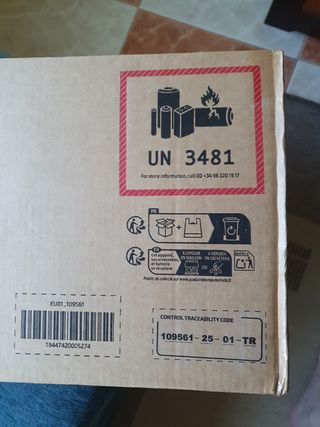 UN 3481
For more information, call 00 +34 96 320 19 17
FR
FR
Cet appareil,
ses accessoires,
et batterie
se recyclent
À DÉPOSER
EN MAGASIN
OU
À DÉPOSER
EN DÉCHÈTERIE
Points de collecte sur www.quefairedemesdechets.fr
EU01_109561
18447420005274
CONTROL TRACEABILITY CODE
109561 - 25 - 01 - TR